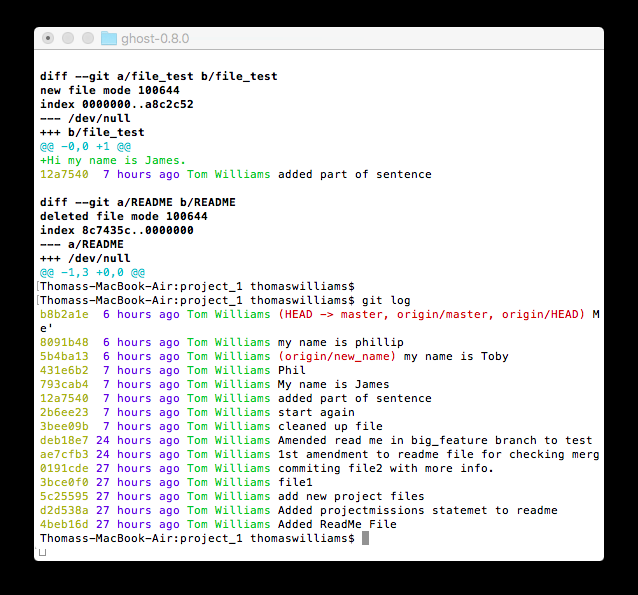 ghost-0.8.0
diff --git a/file_test b/file_test
new file mode 100644
index 0000000..a8c2c52
--- /dev/null
+++ b/file_test
@@ -0,0 +1 @@
+Hi my name is James.
12a7540  7 hours ago Tom Williams added part of sentence
diff --git a/README b/README
deleted file mode 100644
index 8c7435c..0000000
--- a/README
+++ /dev/null
@@ -1,3 +0,0 @@
[Thomass-MacBook-Air:project_1 thomaswilliams$
[Thomass-MacBook-Air:project_1 thomaswilliams$ git log
b8b2a1e  6 hours ago Tom Williams (HEAD -> master, origin/master, origin/HEAD) M
e'
8091b48  6 hours ago Tom Williams my name is phillip
5b4ba13  6 hours ago Tom Williams (origin/new_name) my name is Toby
431e6b2  7 hours ago Tom Williams Phil
793cab4  7 hours ago Tom Williams My name is James
12a7540  7 hours ago Tom Williams added part of sentence
2b6ee23  7 hours ago Tom Williams start again
3bee09b  7 hours ago Tom Williams cleaned up file
deb18e7 24 hours ago Tom Williams Amended read me in big_feature branch to test
ae7cfb3 24 hours ago Tom Williams 1st amendment to readme file for checking merg
0191cde 27 hours ago Tom Williams commiting file2 with more info.
3bce0f0 27 hours ago Tom Williams file1
5c25595 27 hours ago Tom Williams add new project files
d2d538a 27 hours ago Tom Williams Added projectmissions statemet to readme
4beb16d 27 hours ago Tom Williams Added ReadMe File
Thomass-MacBook-Air:project_1 thomaswilliams$